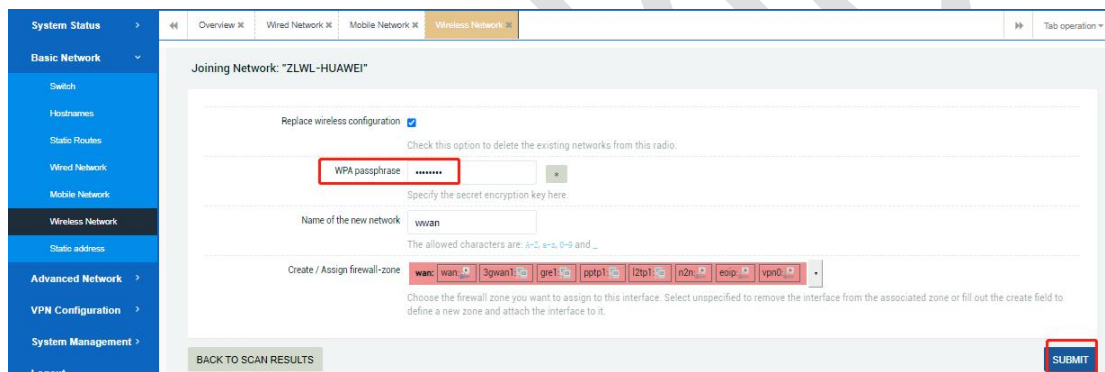 System Status
Overview ✖ Wired Network ✖ Mobile Network ✖ Wireless Network ✖ Tab operation
Basic Network
Joining Network: "ZLWL-HUAWEI"
Switch
Hostnames
Replace wireless configuration
Static Routes
Check this option to delete the existing networks from this radio.
Wired Network
WPA passphrase ••••••••
Mobile Network
Specify the secret encryption key here.
Wireless Network
Name of the new network wwan
Static address
The allowed characters are: A-Z, a-z, 0-9 and _
Advanced Network
Create / Assign firewall-zone wan: wan: 3gwan1: gre1: pptp1: l2tp1: n2n: eoip: vpn0:
Choose the firewall zone you want to assign to this interface. Select unspecified to remove the interface from the associated zone or fill out the create field to
define a new zone and attach the interface to it.
VPN Configuration
System Management
BACK TO SCAN RESULTS SUBMIT